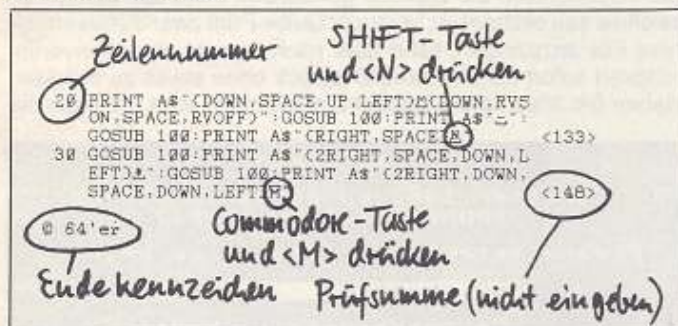 Zeilennummer
SHIFT-Taste
und <N> drücken
20 PRINT A$"(DOWN,SPACE,UP,LEFT)M(DOWN,RVS
ON,SPACE,RVOFF)":GOSUB 100:PRINT A$"
GOSUB 100:PRINT A$"(RIGHT,SPACE)N <133>
30 GOSUB 100:PRINT A$"(2RIGHT,SPACE,DOWN,L
EFT)":GOSUB 100:PRINT A$"(2RIGHT,DOWN,
SPACE,DOWN,LEFT)M <148>
© 64'er
Commodore-Taste
und <M> drücken
Ende kennzeichen
Prüfsumme (nicht eingeben)